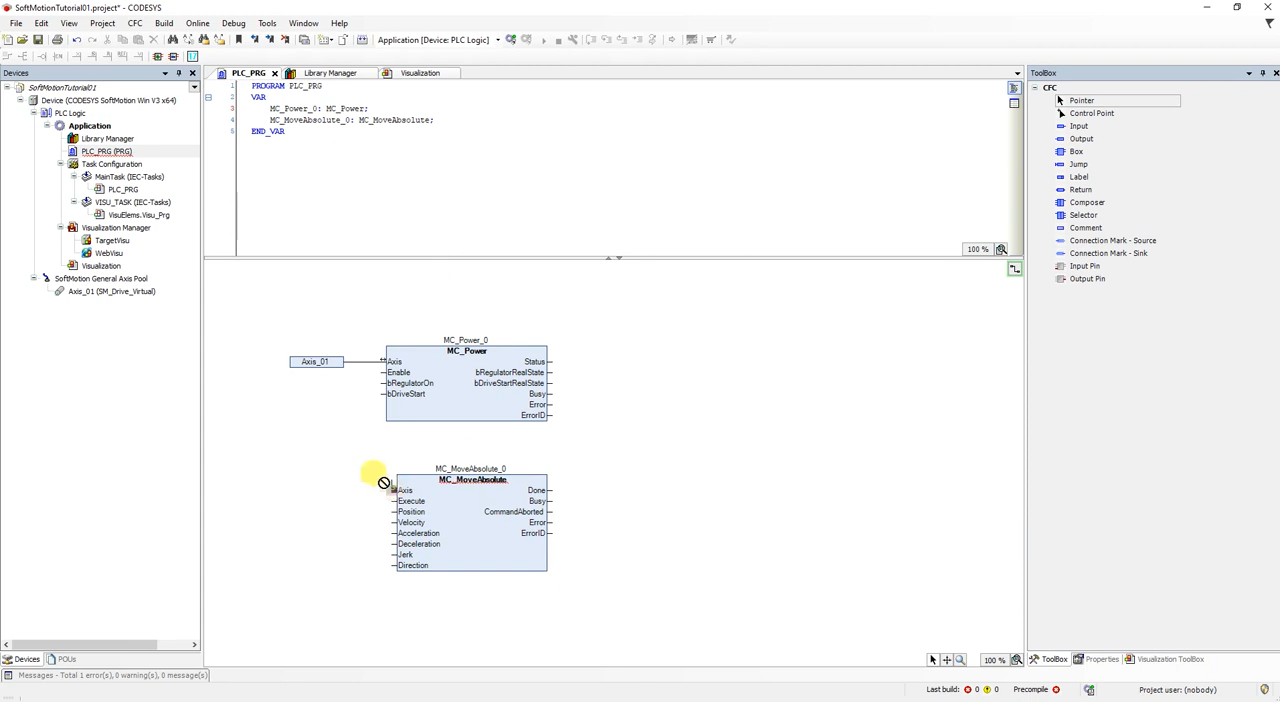 SoftMotionTutorial01.project* - CODESYS
File Edit View Project CFC Build Online Debug Tools Window Help
Application [Device: PLC Logic]
Devices
SoftMotionTutorial01
Device (CODESYS SoftMotion Win V3 x64)
PLC Logic
Application
Library Manager
PLC_PRG (PRG)
Task Configuration
MainTask (IEC-Tasks)
PLC_PRG
VISU_TASK (IEC-Tasks)
VisuElems.Visu_Prg
Visualization Manager
TargetVisu
WebVisu
Visualization
SoftMotion General Axis Pool
Axis_01 (SM_Drive_Virtual)
Devices POUs
PLC_PRG Library Manager Visualization
1 PROGRAM PLC_PRG
2 VAR
3 MC_Power_0: MC_Power;
4 MC_MoveAbsolute_0: MC_MoveAbsolute;
5 END_VAR
100 %
MC_Power_0
MC_Power
Axis_01 Axis Status
Enable bRegulatorRealState
bRegulatorOn bDriveStartRealState
bDriveStart Busy
Error
ErrorID
MC_MoveAbsolute_0
MC_MoveAbsolute
Axis Done
Execute Busy
Position CommandAborted
Velocity Error
Acceleration ErrorID
Deceleration
Jerk
Direction
100 %
ToolBox
CFC
Pointer
Control Point
Input
Output
Box
Jump
Label
Return
Composer
Selector
Comment
Connection Mark - Source
Connection Mark - Sink
Input Pin
Output Pin
ToolBox Properties Visualization ToolBox
Messages - Total 1 error(s), 0 warning(s), 0 message(s)
Last build: 0 0 Precompile Project user: (nobody)